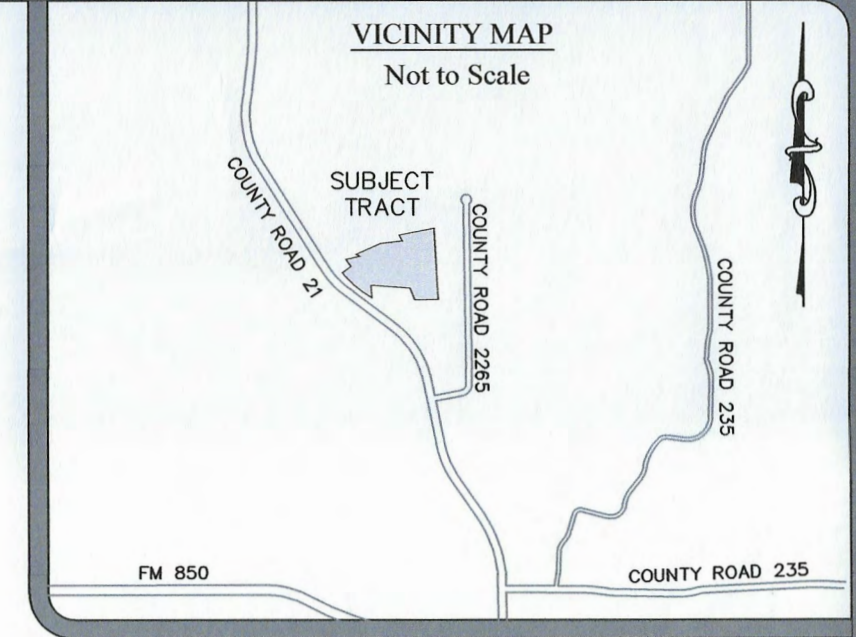 VICINITY MAP
Not to Scale
SUBJECT
TRACT
COUNTY ROAD 21
COUNTY ROAD 2265
COUNTY ROAD 235
FM 850
COUNTY ROAD 235